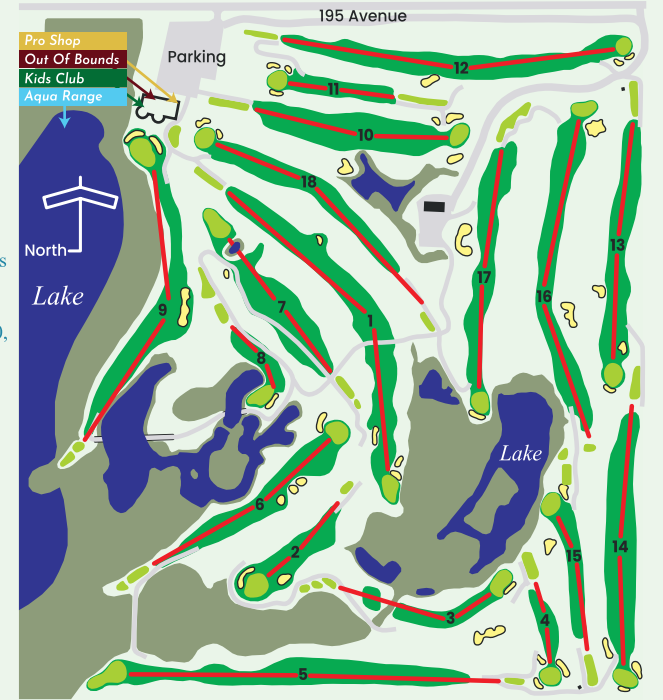 195 Avenue
Pro Shop
Out Of Bounds
Kids Club
Aqua Range
Parking
12
11
10
18
North
Lake
s
),
9
7
8
1
17
16
13
Lake
6
2
15
14
3
4
5